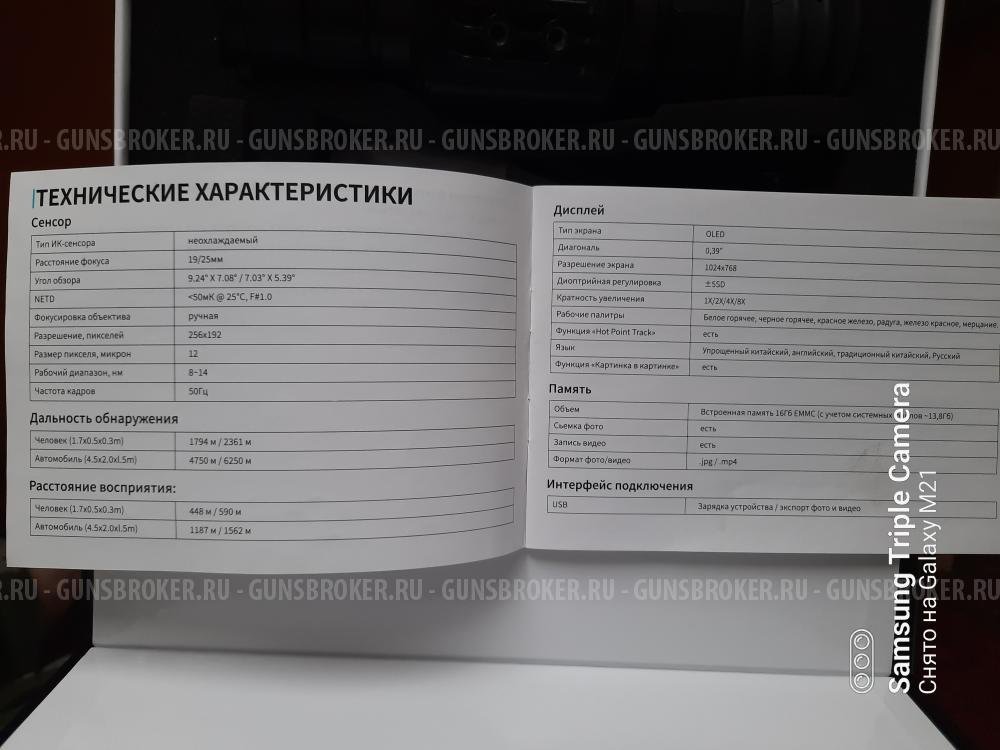 .RU - GUNSBROKER.RU - GUNSBROKER.RU - GUNSBROKER.RU - GUNSBROKER.RU - GUNSBROKER.RU
ТЕХНИЧЕСКИЕ ХАРАКТЕРИСТИКИ
Сенсор
Тип ИК-сенсора неохлаждаемый
Расстояние фокуса 19/25мм
Угол обзора 9.24° X 7.08° / 7.03° X 5.39°
NETD <50мК @ 25°C, F#1.0
Фокусировка объектива ручная
Разрешение, пикселей 256x192
Размер пикселя, микрон 12
Рабочий диапазон, нм 8~14
Частота кадров 50Гц
Дальность обнаружения
Человек (1.7x0.5x0.3m) 1794 м / 2361 м
Автомобиль (4.5x2.0xl.5m) 4750 м / 6250 м
Расстояние восприятия:
Человек (1.7x0.5x0.3m) 448 м / 590 м
Автомобиль (4.5x2.0xl.5m) 1187 м / 1562 м
Дисплей
Тип экрана OLED
Диагональ 0,39"
Разрешение экрана 1024x768
Диоптрийная регулировка ±5SD
Кратность увеличения 1X/2X/4X/8X
Рабочие палитры Белое горячее, черное горячее, красное железо, радуга, железо красное, мерцание.
Функция «Hot Point Track» есть
Язык Упрощенный китайский, английский, традиционный китайский, Русский
Функция «Картинка в картинке» есть
Память
Объем Встроенная память 16Гб EMMC (с учетом системных лов ~13,8Гб)
Сьемка фото есть
Запись видео есть
Формат фото/видео .jpg / .mp4
Интерфейс подключения
USB Зарядка устройства / экспорт фото и видео
.RU - GUNSBROKER.RU - GUNSBROKER.RU - GUNSBROKER.RU - GUNSBROKER.RU - GUNSBROKER.RU
Samsung Triple Camera
Снято на Galaxy M21